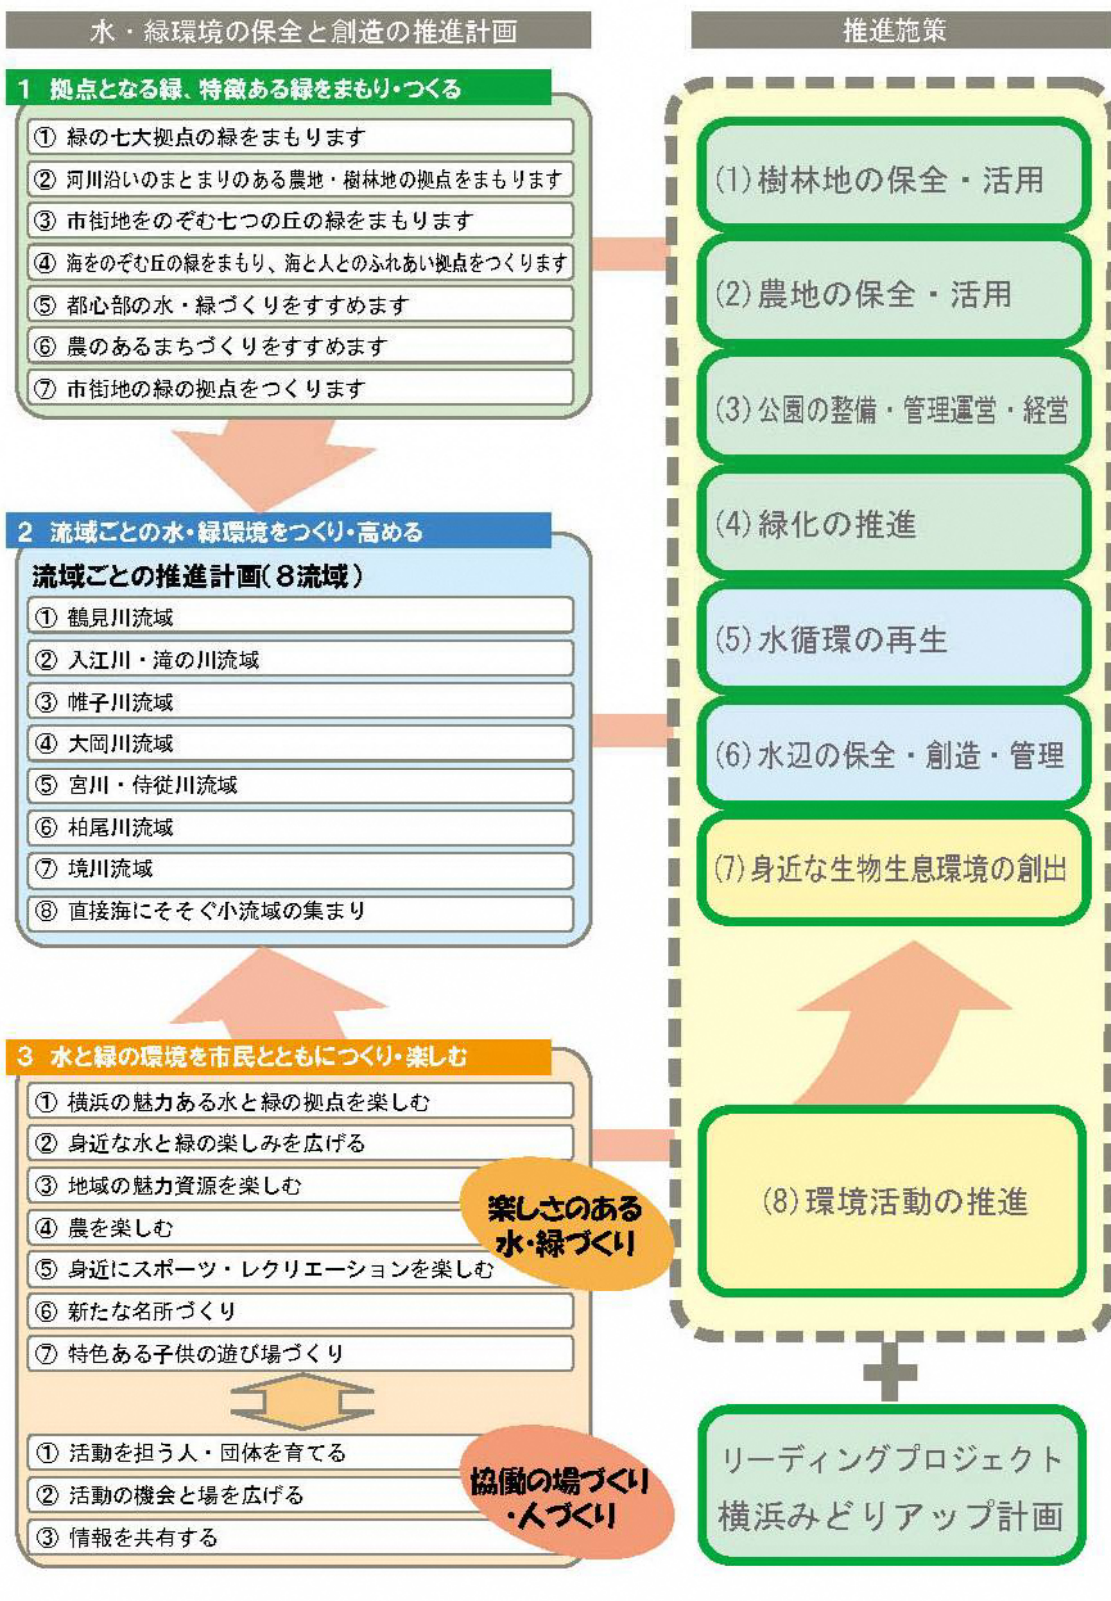 水・緑環境の保全と創造の推進計画
1 拠点となる緑、特徴ある緑をまもり・つくる
① 緑の七大拠点の緑をまもります
② 河川沿いのまとまりのある農地・樹林地の拠点をまもります
③ 市街地をのぞむ七つの丘の緑をまもります
④ 海をのぞむ丘の緑をまもり、海と人とのふれあい拠点をつくります
⑤ 都心部の水・緑づくりをすすめます
⑥ 農のあるまちづくりをすすめます
⑦ 市街地の緑の拠点をつくります
2 流域ごとの水・緑環境をつくり・高める
流域ごとの推進計画(8流域)
① 鶴見川流域
② 入江川・滝の川流域
③ 帷子川流域
④ 大岡川流域
⑤ 宮川・侍従川流域
⑥ 柏尾川流域
⑦ 境川流域
⑧ 直接海にそそぐ小流域の集まり
3 水と緑の環境を市民とともにつくり・楽しむ
① 横浜の魅力ある水と緑の拠点を楽しむ
② 身近な水と緑の楽しみを広げる
③ 地域の魅力資源を楽しむ
④ 農を楽しむ
⑤ 身近にスポーツ・レクリエーションを楽しむ
⑥ 新たな名所づくり
⑦ 特色ある子供の遊び場づくり
楽しさのある
水・緑づくり
① 活動を担う人・団体を育てる
② 活動の機会と場を広げる
③ 情報を共有する
協働の場づくり
・人づくり
推進施策
(1)樹林地の保全・活用
(2)農地の保全・活用
(3)公園の整備・管理運営・経営
(4)緑化の推進
(5)水循環の再生
(6)水辺の保全・創造・管理
(7)身近な生物生息環境の創出
(8)環境活動の推進
リーディングプロジェクト
横浜みどりアップ計画